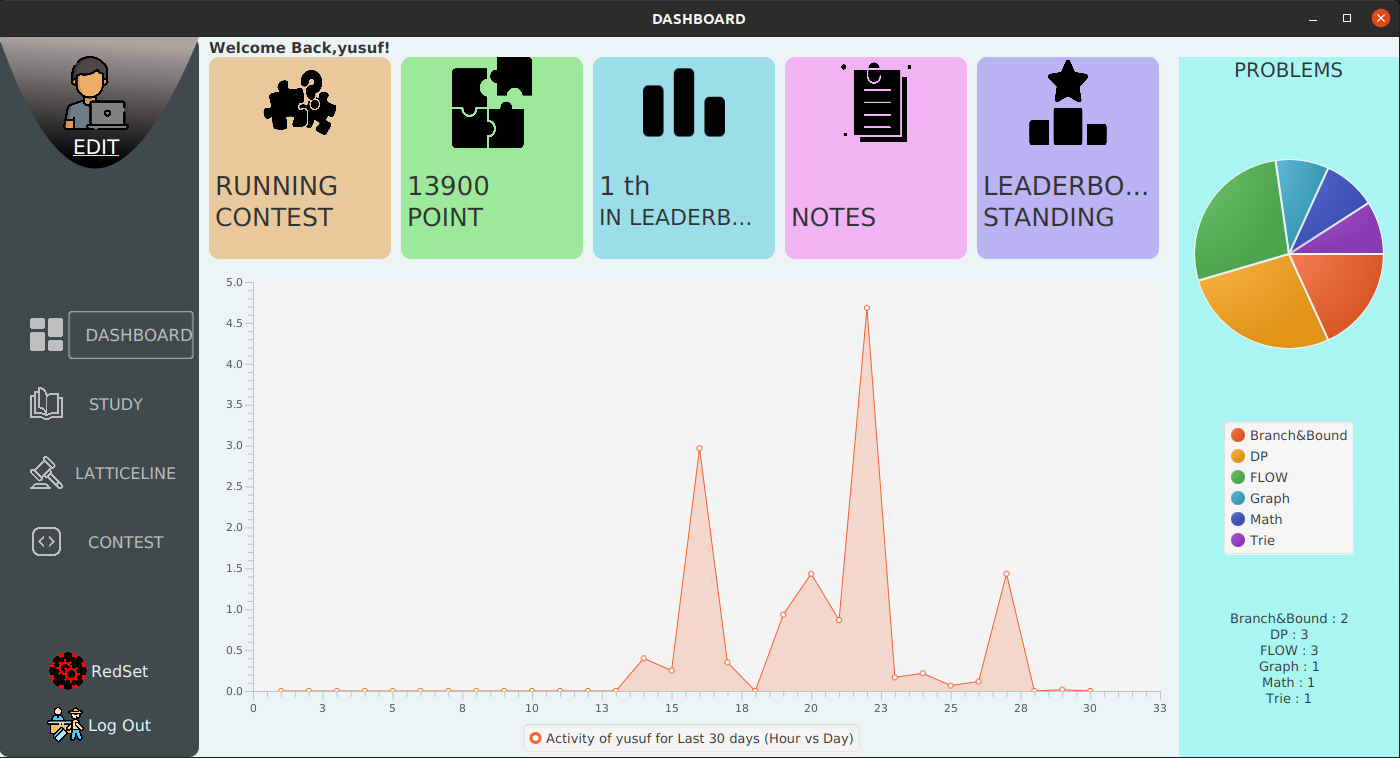 DASHBOARD
Welcome Back,yusuf!
EDIT
DASHBOARD
STUDY
LATTICELINE
CONTEST
RedSet
Log Out
RUNNING
CONTEST
13900
POINT
1 th
IN LEADERB...
NOTES
LEADERBO...
STANDING
5.0
4.5
4.0
3.5
3.0
2.5
2.0
1.5
1.0
0.5
0.0
0 3 5 8 10 13 15 18 20 23 25 28 30 33
Activity of yusuf for Last 30 days (Hour vs Day)
PROBLEMS
Branch&Bound
DP
FLOW
Graph
Math
Trie
Branch&Bound : 2
DP : 3
FLOW : 3
Graph : 1
Math : 1
Trie : 1